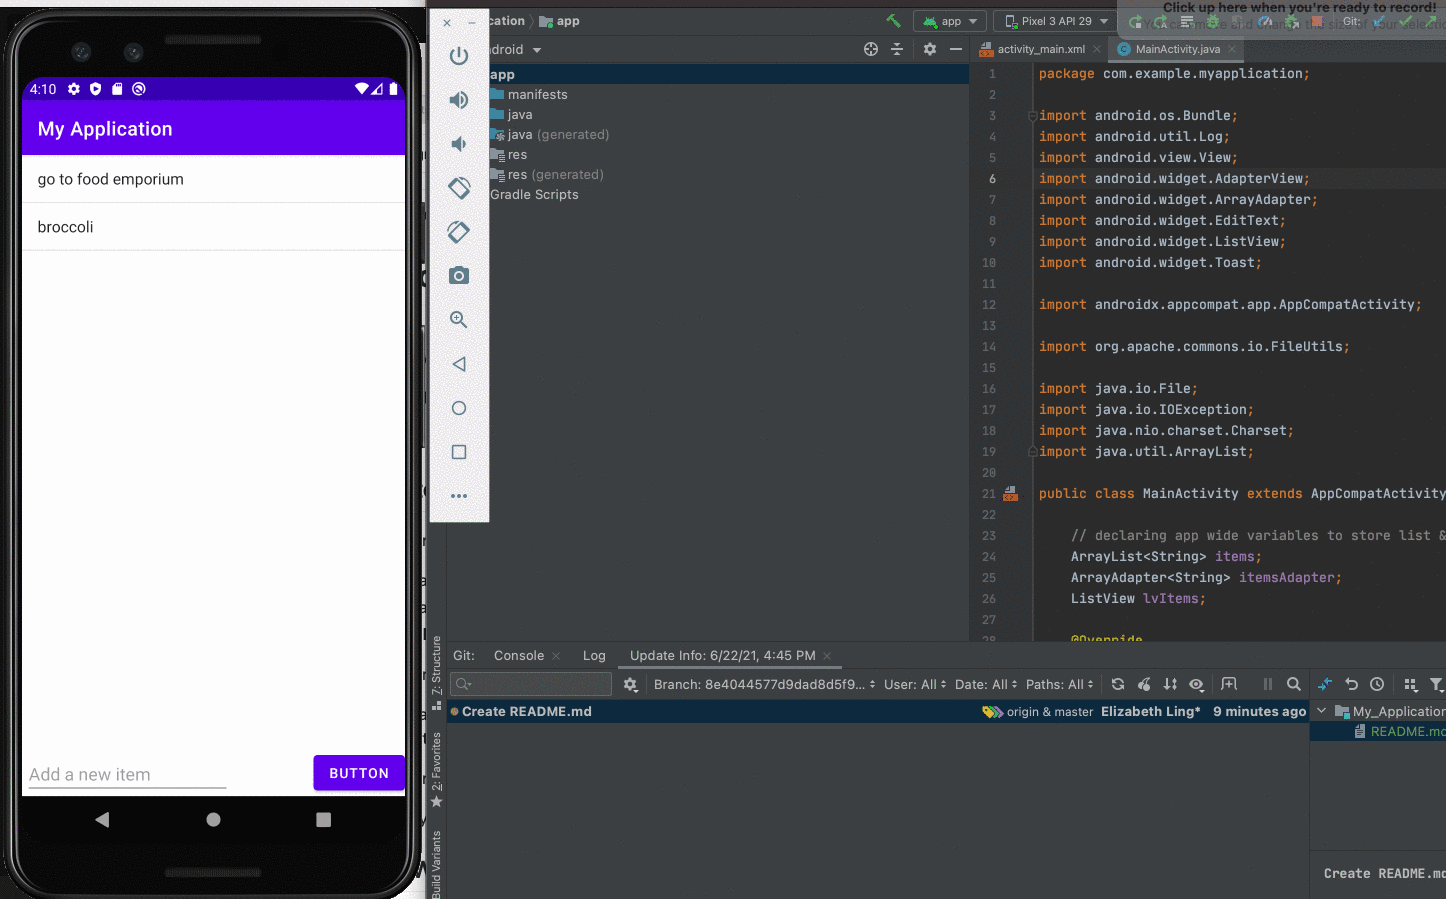 4:10
My Application
go to food emporium
broccoli
Add a new item
BUTTON
cation
app
app
Pixel 3 API 29
Git:
Click up here when you're ready to record!
droid
activity_main.xml
MainActivity.java
app
manifests
java
java (generated)
res
res (generated)
Gradle Scripts
1 package com.example.myapplication;
2
3 import android.os.Bundle;
4 import android.util.Log;
5 import android.view.View;
6 import android.widget.AdapterView;
7 import android.widget.ArrayAdapter;
8 import android.widget.EditText;
9 import android.widget.ListView;
10 import android.widget.Toast;
11
12 import androidx.appcompat.app.AppCompatActivity;
13
14 import org.apache.commons.io.FileUtils;
15
16 import java.io.File;
17 import java.io.IOException;
18 import java.nio.charset.Charset;
19 import java.util.ArrayList;
20
21 public class MainActivity extends AppCompatActivity
22
23 // declaring app wide variables to store list &
24 ArrayList<String> items;
25 ArrayAdapter<String> itemsAdapter;
26 ListView lvItems;
27
28 @Override
7: Structure
2: Favorites
Build Variants
Git: Console Log Update Info: 6/22/21, 4:45 PM
Branch: 8e4044577d9dad8d5f9... User: All Date: All Paths: All
Create README.md origin & master Elizabeth Ling* 9 minutes ago
My_Application
README.md
Create README.md